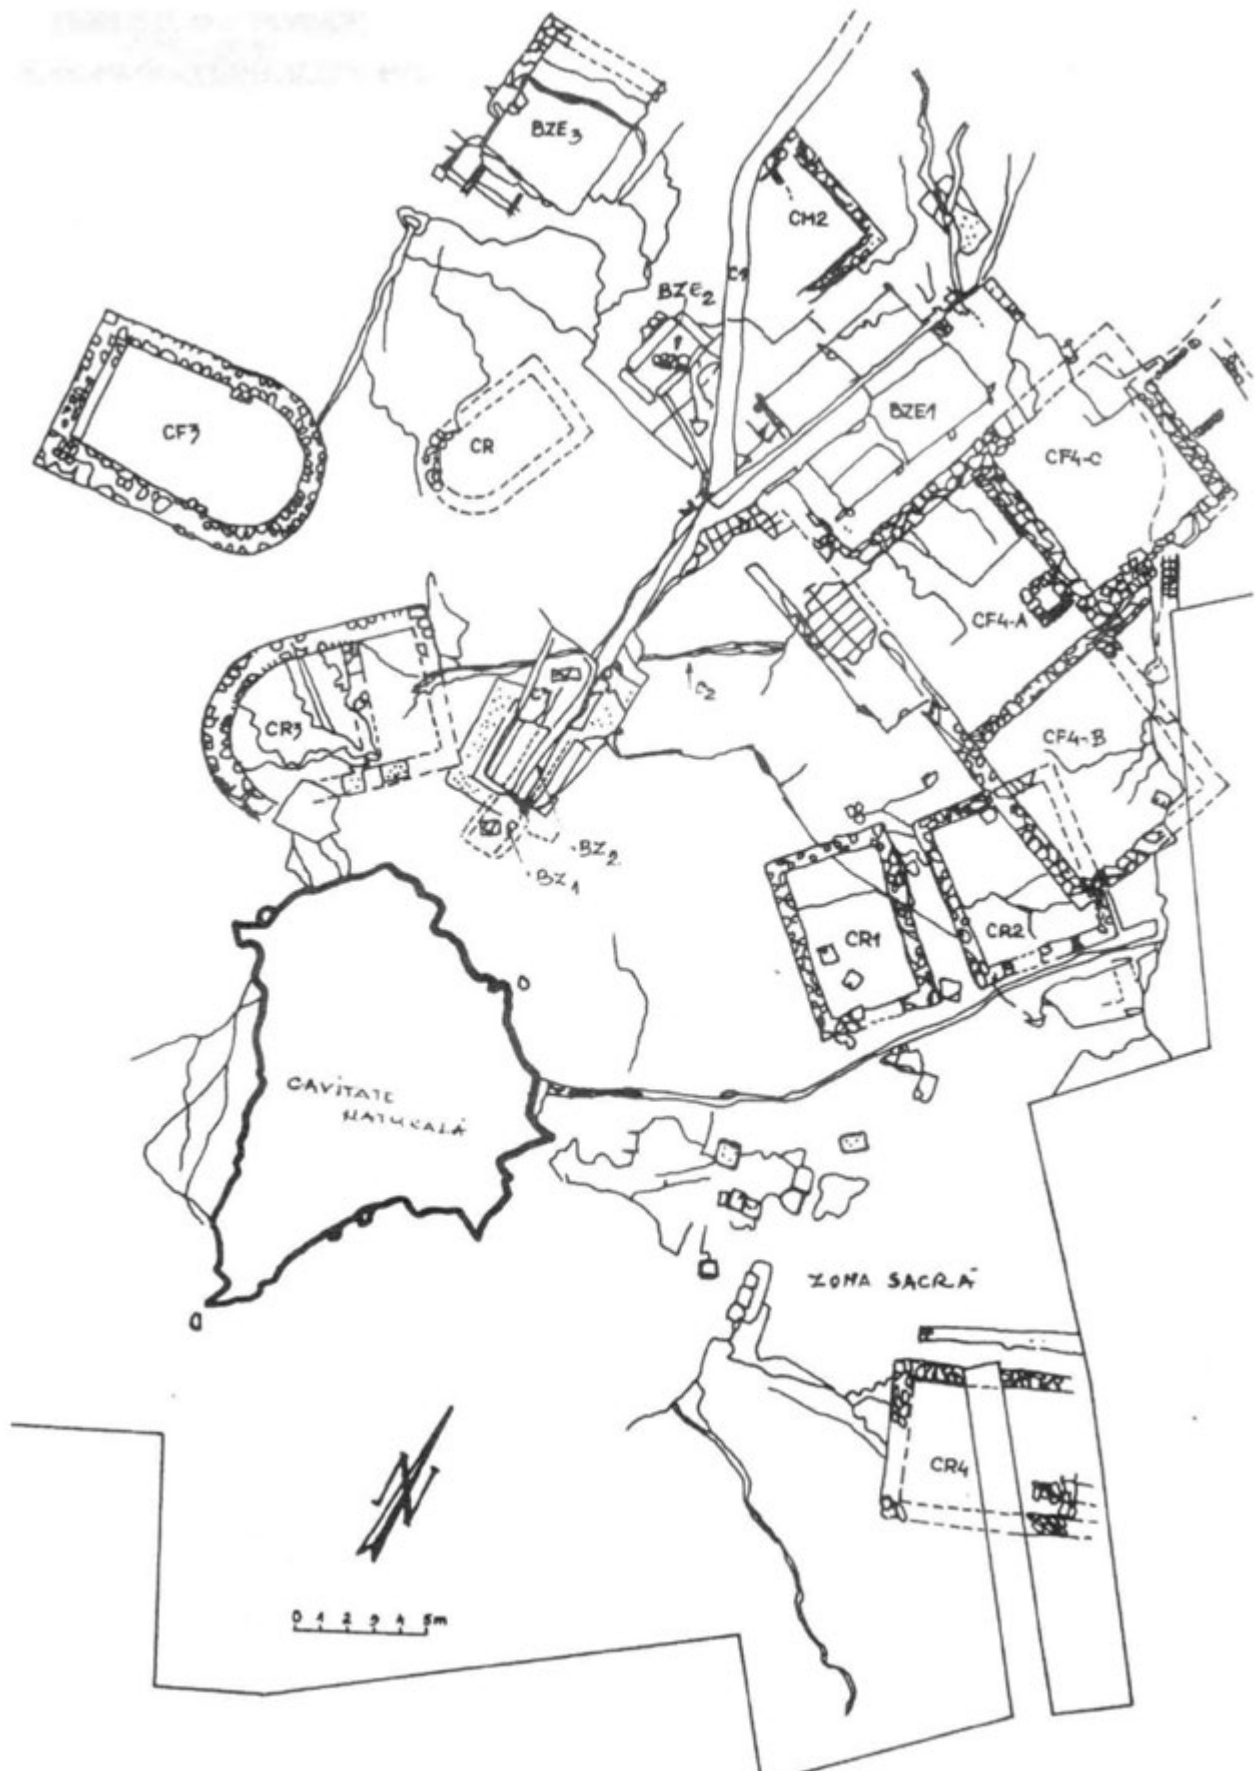 BZE3
CM2
C1
BZE2
P
BZE1
CF3
CR
CF4-C
CF4-A
C2
CR3
CF4-B
BZ2
BZ1
P
CR1
CR2
CAVITATE
NATURALĂ
ZONA SACRĂ
CR4
N
0 1 2 3 4 5m